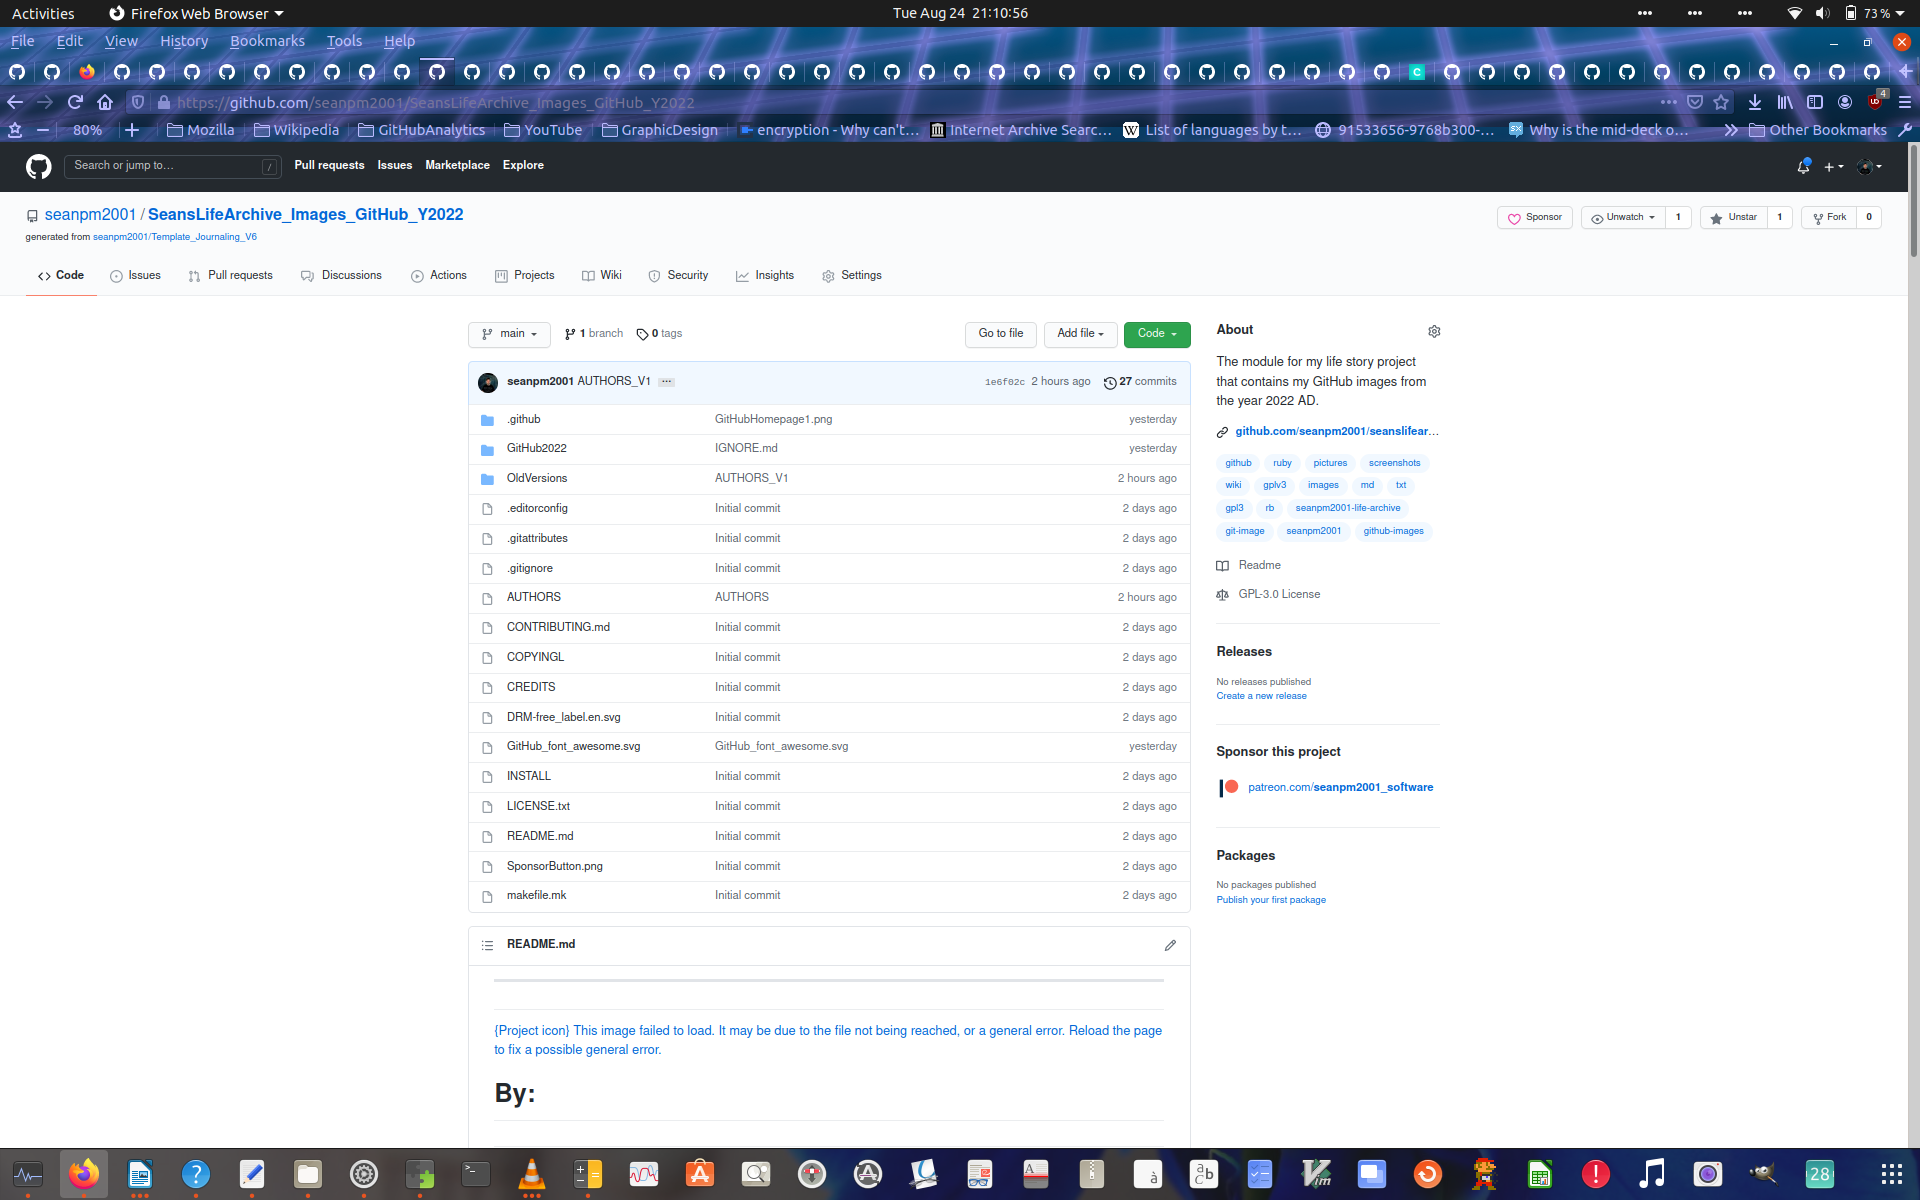 Activities Firefox Web Browser Tue Aug 24 21:10:56 73 %
File Edit View History Bookmarks Tools Help
https://github.com/seanpm2001/SeansLifeArchive_Images_GitHub_Y2022 4
80% Mozilla Wikipedia GitHubAnalytics YouTube GraphicDesign encryption - Why can't… Internet Archive Searc… List of languages by t… 91533656-9768b300-… Why is the mid-deck o… Other Bookmarks
Search or jump to… / Pull requests Issues Marketplace Explore
seanpm2001 / SeansLifeArchive_Images_GitHub_Y2022 Sponsor Unwatch 1 Unstar 1 Fork 0
generated from seanpm2001/Template_Journaling_V6
Code Issues Pull requests Discussions Actions Projects Wiki Security Insights Settings
main 1 branch 0 tags Go to file Add file Code
seanpm2001 AUTHORS_V1 … 1e6f02c 2 hours ago 27 commits
.github GitHubHomepage1.png yesterday
GitHub2022 IGNORE.md yesterday
OldVersions AUTHORS_V1 2 hours ago
.editorconfig Initial commit 2 days ago
.gitattributes Initial commit 2 days ago
.gitignore Initial commit 2 days ago
AUTHORS AUTHORS 2 hours ago
CONTRIBUTING.md Initial commit 2 days ago
COPYINGL Initial commit 2 days ago
CREDITS Initial commit 2 days ago
DRM-free_label.en.svg Initial commit 2 days ago
GitHub_font_awesome.svg GitHub_font_awesome.svg yesterday
INSTALL Initial commit 2 days ago
LICENSE.txt Initial commit 2 days ago
README.md Initial commit 2 days ago
SponsorButton.png Initial commit 2 days ago
makefile.mk Initial commit 2 days ago
README.md
{Project icon} This image failed to load. It may be due to the file not being reached, or a general error. Reload the page
to fix a possible general error.
By:
About
The module for my life story project
that contains my GitHub images from
the year 2022 AD.
github.com/seanpm2001/seanslifear…
github ruby pictures screenshots
wiki gplv3 images md txt
gpl3 rb seanpm2001-life-archive
git-image seanpm2001 github-images
Readme
GPL-3.0 License
Releases
No releases published
Create a new release
Sponsor this project
patreon.com/seanpm2001_software
Packages
No packages published
Publish your first package
28